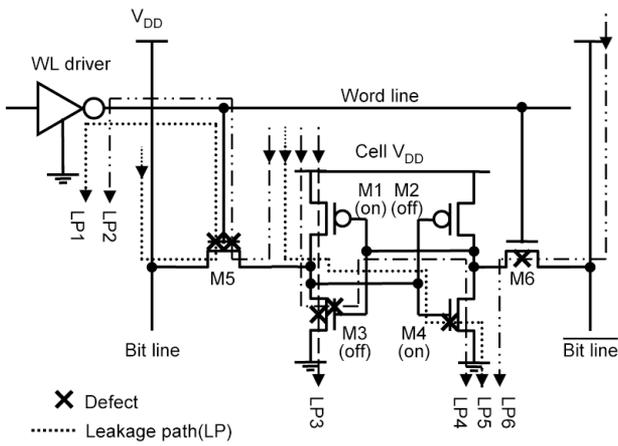 V_DD
WL driver
Word line
Cell V_DD
M1 M2
(on) (off)
LP1
LP2
M5
M6
M3
(off)
M4
(on)
Bit line
Bit line
LP3
LP4
LP5
LP6
Defect
Leakage path(LP)